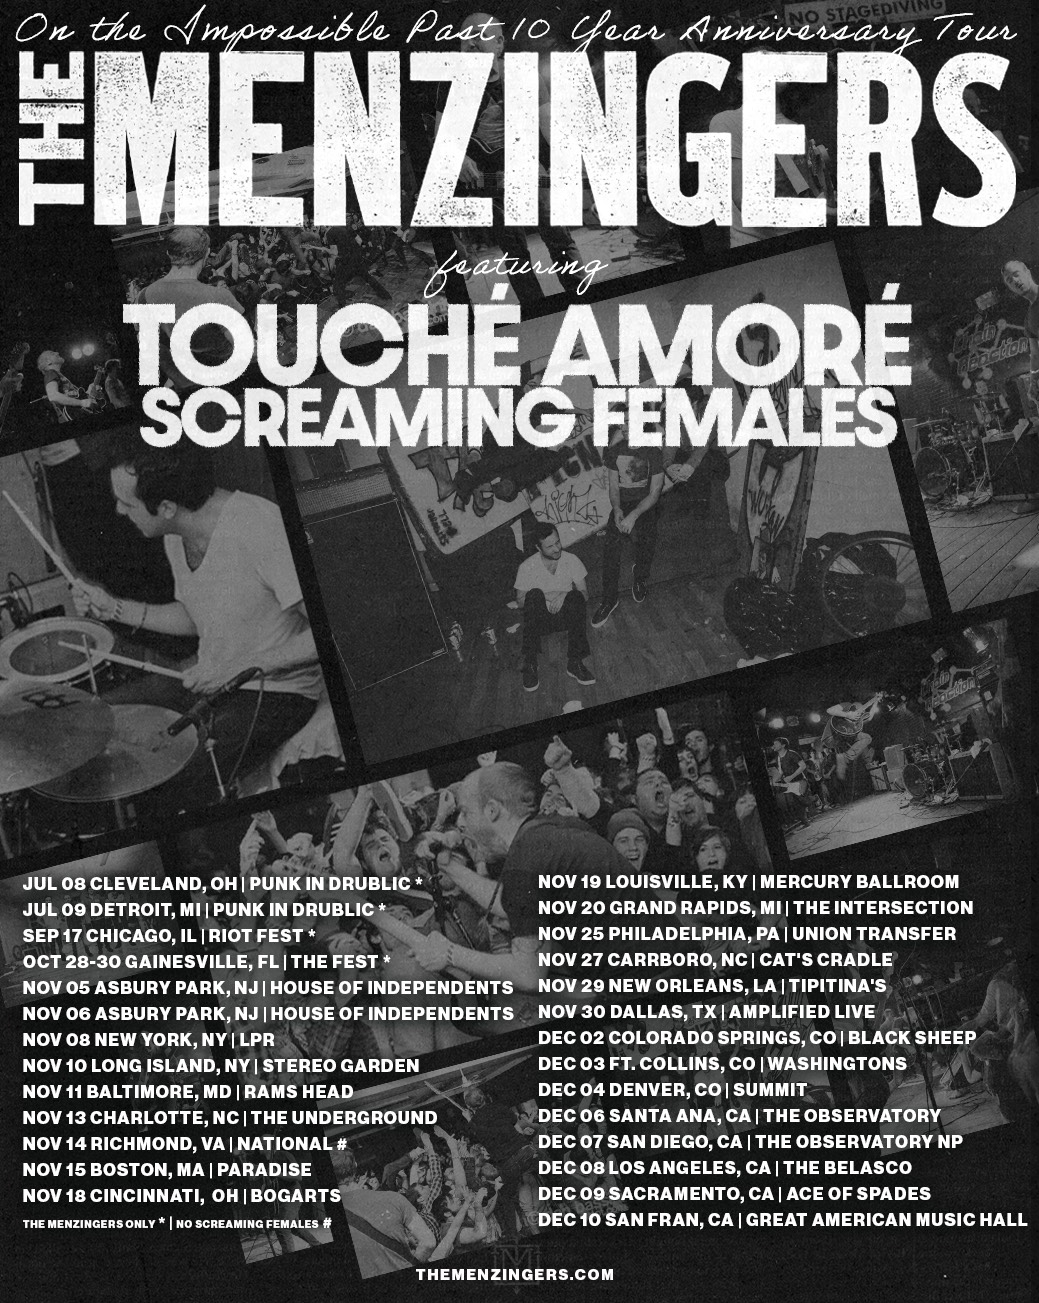 NO STAGEDIVING
On the Impossible Past 10 Year Anniversary Tour
THE MENZINGERS
featuring
TOUCHÉ AMORÉ
SCREAMING FEMALES
JUL 08 CLEVELAND, OH | PUNK IN DRUBLIC *
JUL 09 DETROIT, MI | PUNK IN DRUBLIC *
SEP 17 CHICAGO, IL | RIOT FEST *
OCT 28-30 GAINESVILLE, FL | THE FEST *
NOV 05 ASBURY PARK, NJ | HOUSE OF INDEPENDENTS
NOV 06 ASBURY PARK, NJ | HOUSE OF INDEPENDENTS
NOV 08 NEW YORK, NY | LPR
NOV 10 LONG ISLAND, NY | STEREO GARDEN
NOV 11 BALTIMORE, MD | RAMS HEAD
NOV 13 CHARLOTTE, NC | THE UNDERGROUND
NOV 14 RICHMOND, VA | NATIONAL #
NOV 15 BOSTON, MA | PARADISE
NOV 18 CINCINNATI, OH | BOGARTS
THE MENZINGERS ONLY * | NO SCREAMING FEMALES #
NOV 19 LOUISVILLE, KY | MERCURY BALLROOM
NOV 20 GRAND RAPIDS, MI | THE INTERSECTION
NOV 25 PHILADELPHIA, PA | UNION TRANSFER
NOV 27 CARRBORO, NC | CAT'S CRADLE
NOV 29 NEW ORLEANS, LA | TIPITINA'S
NOV 30 DALLAS, TX | AMPLIFIED LIVE
DEC 02 COLORADO SPRINGS, CO | BLACK SHEEP
DEC 03 FT. COLLINS, CO | WASHINGTONS
DEC 04 DENVER, CO | SUMMIT
DEC 06 SANTA ANA, CA | THE OBSERVATORY
DEC 07 SAN DIEGO, CA | THE OBSERVATORY NP
DEC 08 LOS ANGELES, CA | THE BELASCO
DEC 09 SACRAMENTO, CA | ACE OF SPADES
DEC 10 SAN FRAN, CA | GREAT AMERICAN MUSIC HALL
THEMENZINGERS.COM